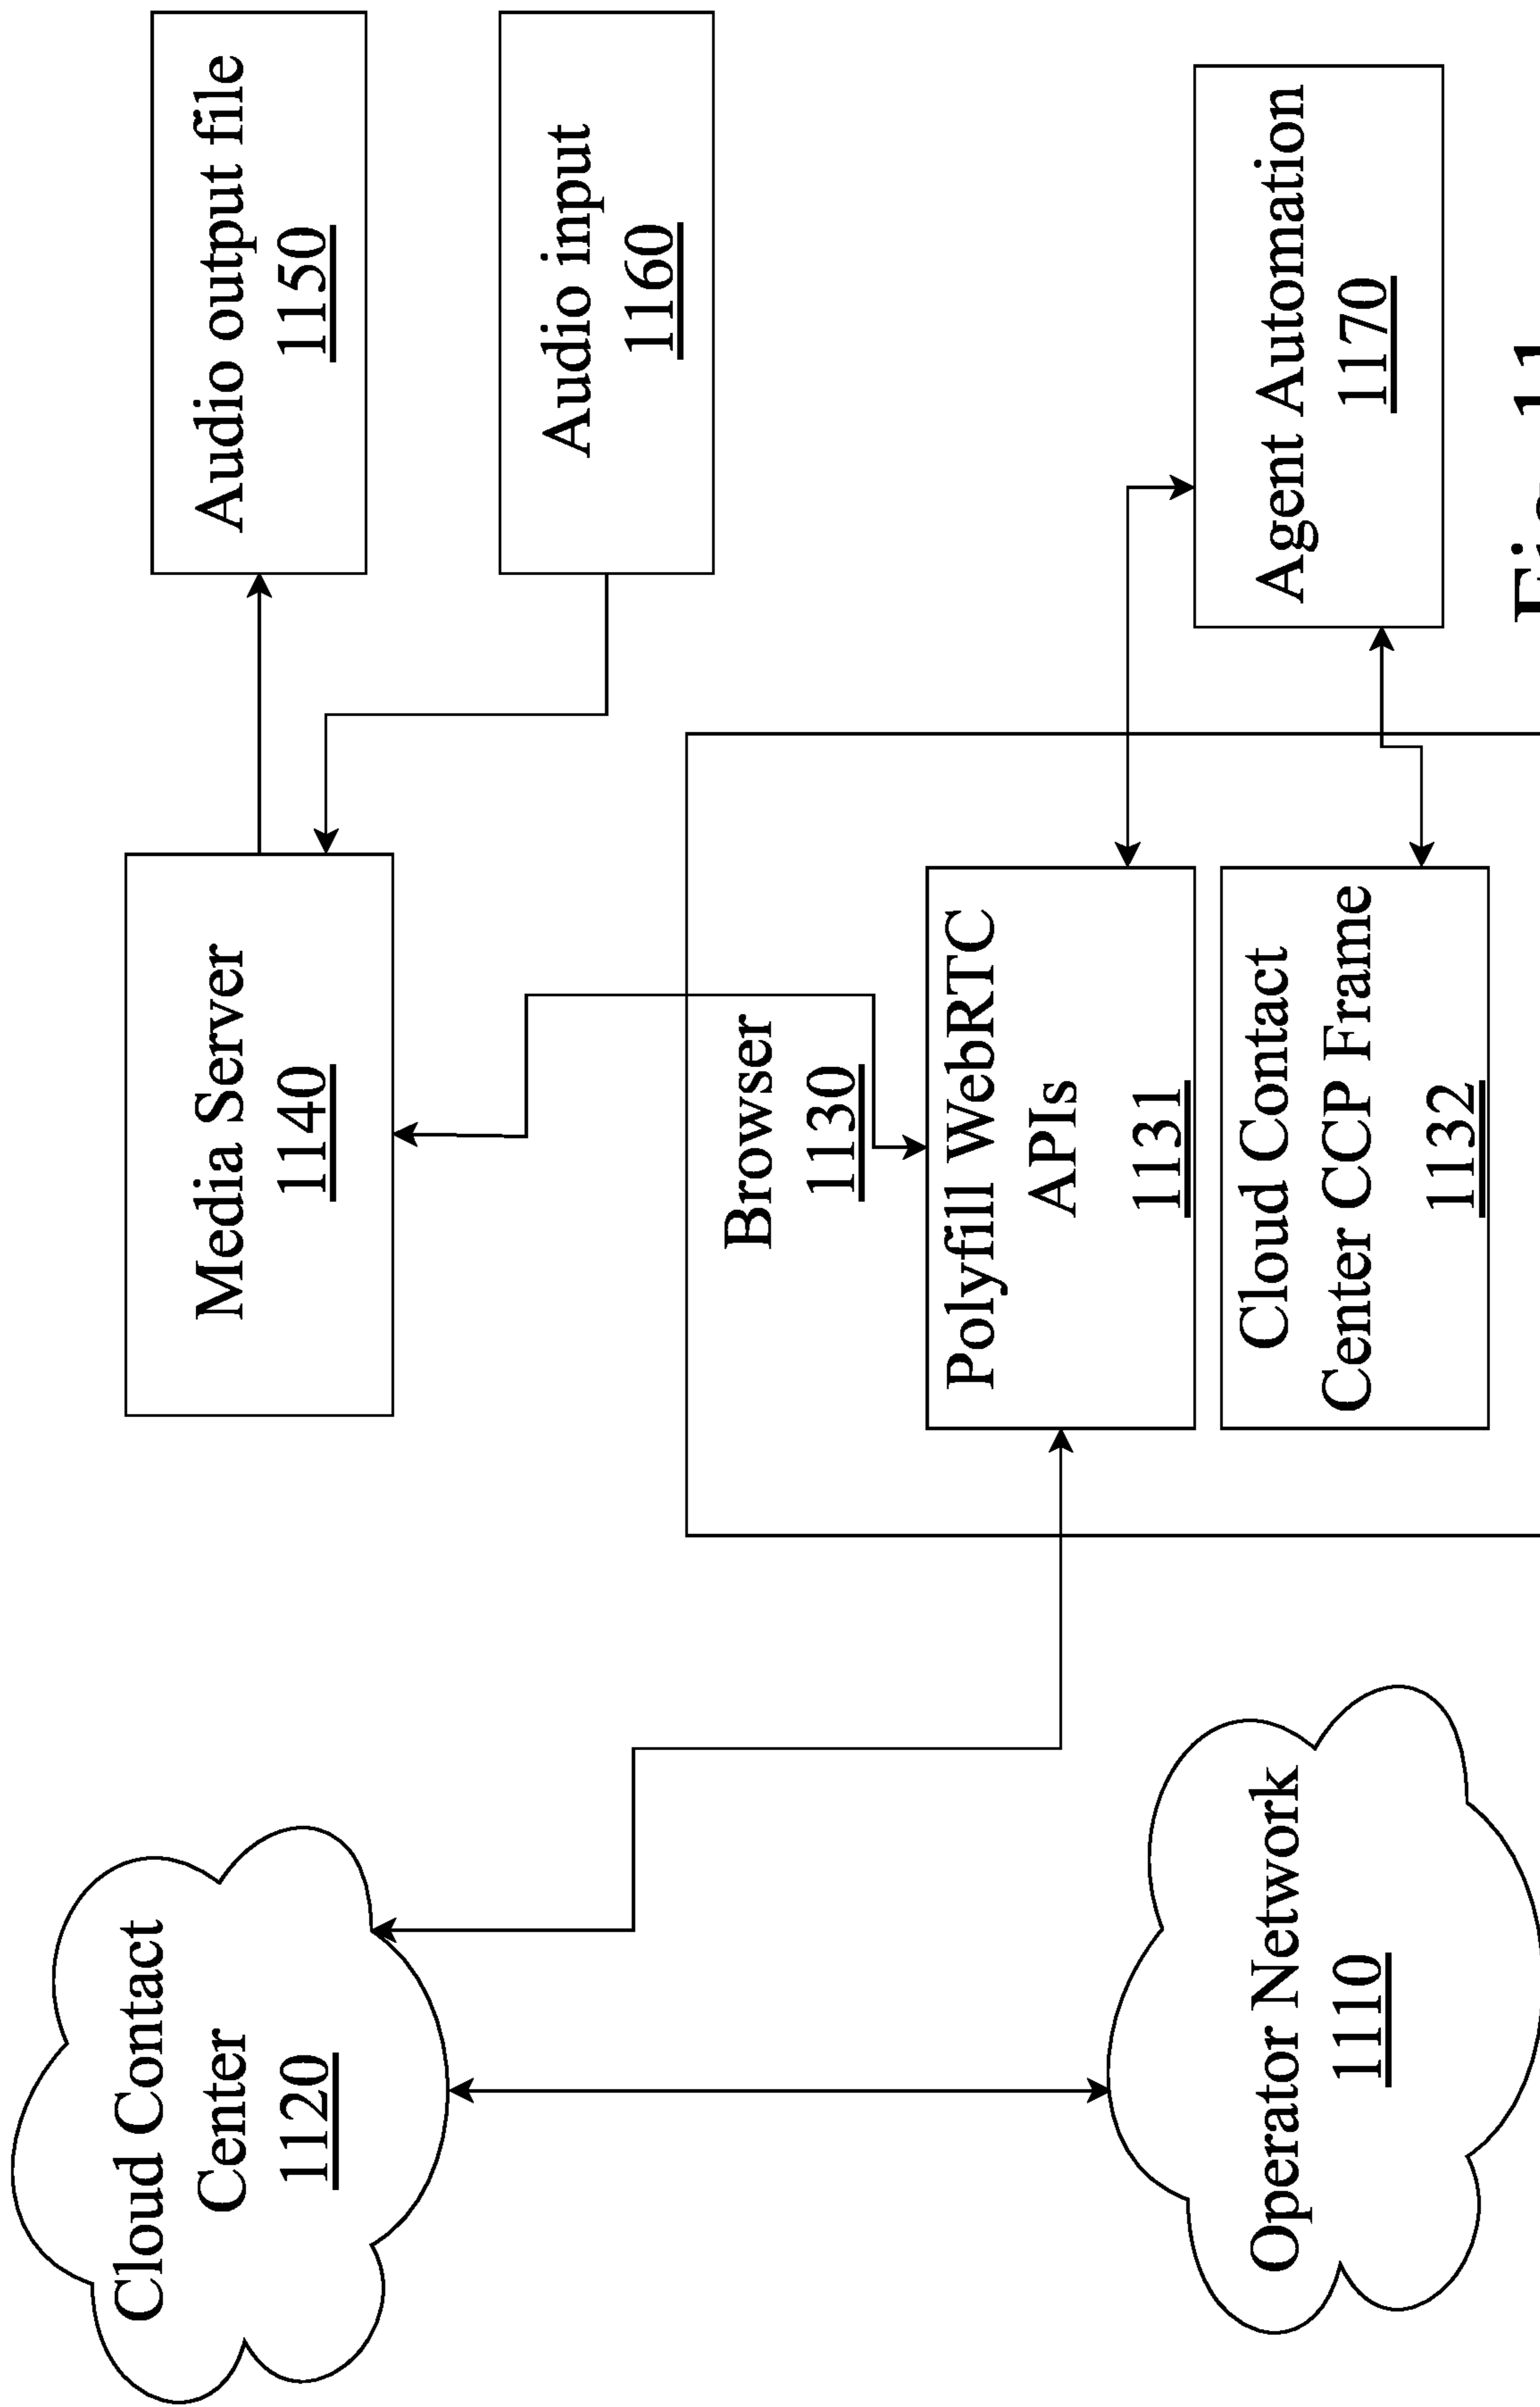 Cloud Contact
Center
1120
Operator Network
1110
Media Server
1140
Browser
1130
Polyfill WebRTC
APIs
1131
Cloud Contact
Center CCP Frame
1132
Audio output file
1150
Audio input
1160
Agent Automation
1170